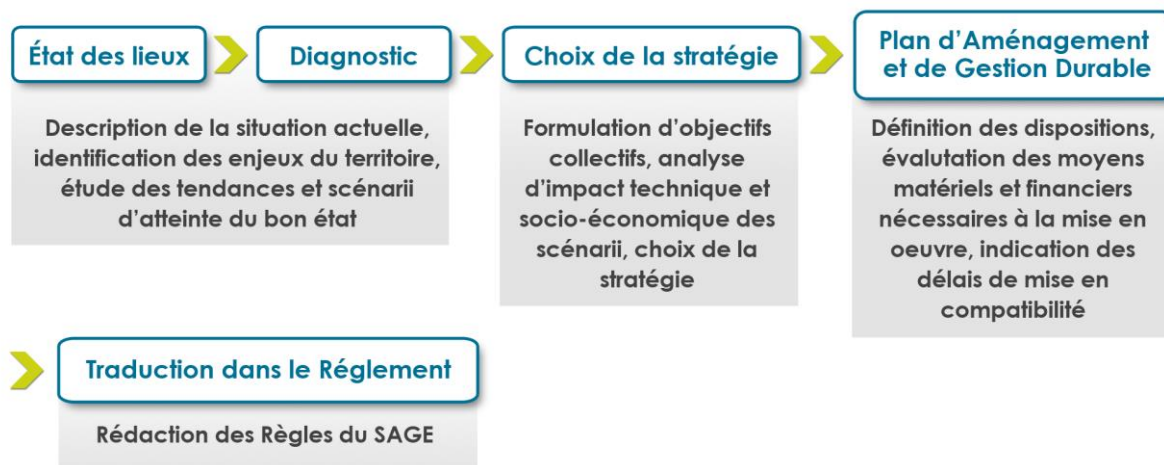 État des lieux
Diagnostic
Choix de la stratégie
Plan d'Aménagement
et de Gestion Durable
Description de la situation actuelle,
identification des enjeux du territoire,
étude des tendances et scénarii
d'atteinte du bon état
Formulation d'objectifs
collectifs, analyse
d'impact technique et
socio-économique des
scénarii, choix de la
stratégie
Définition des dispositions,
évalutation des moyens
matériels et financiers
nécessaires à la mise en
oeuvre, indication des
délais de mise en
compatibilité
Traduction dans le Réglement
Rédaction des Règles du SAGE